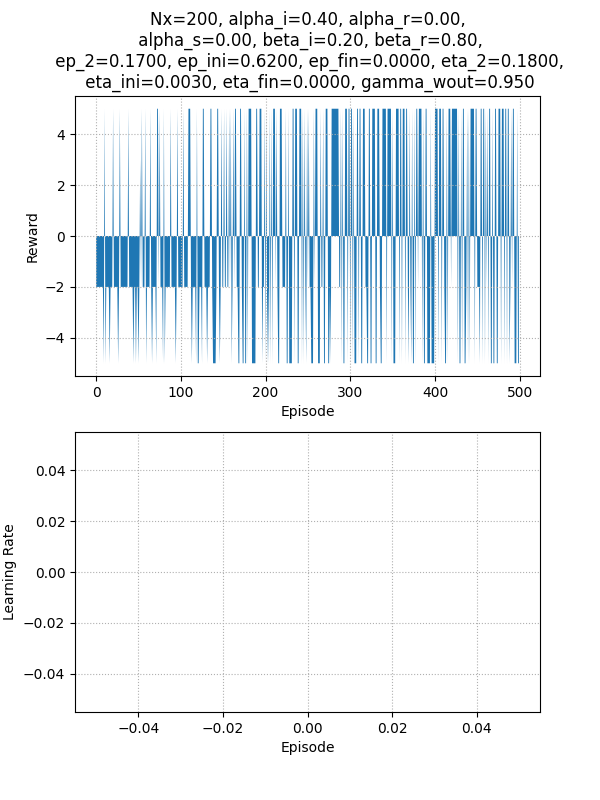 Nx=200, alpha_i=0.40, alpha_r=0.00,
alpha_s=0.00, beta_i=0.20, beta_r=0.80,
ep_2=0.1700, ep_ini=0.6200, ep_fin=0.0000, eta_2=0.1800,
eta_ini=0.0030, eta_fin=0.0000, gamma_wout=0.950
4
2
0
−2
−4
Reward
0 100 200 300 400 500
Episode
0.04
0.02
0.00
−0.02
−0.04
Learning Rate
−0.04 −0.02 0.00 0.02 0.04
Episode